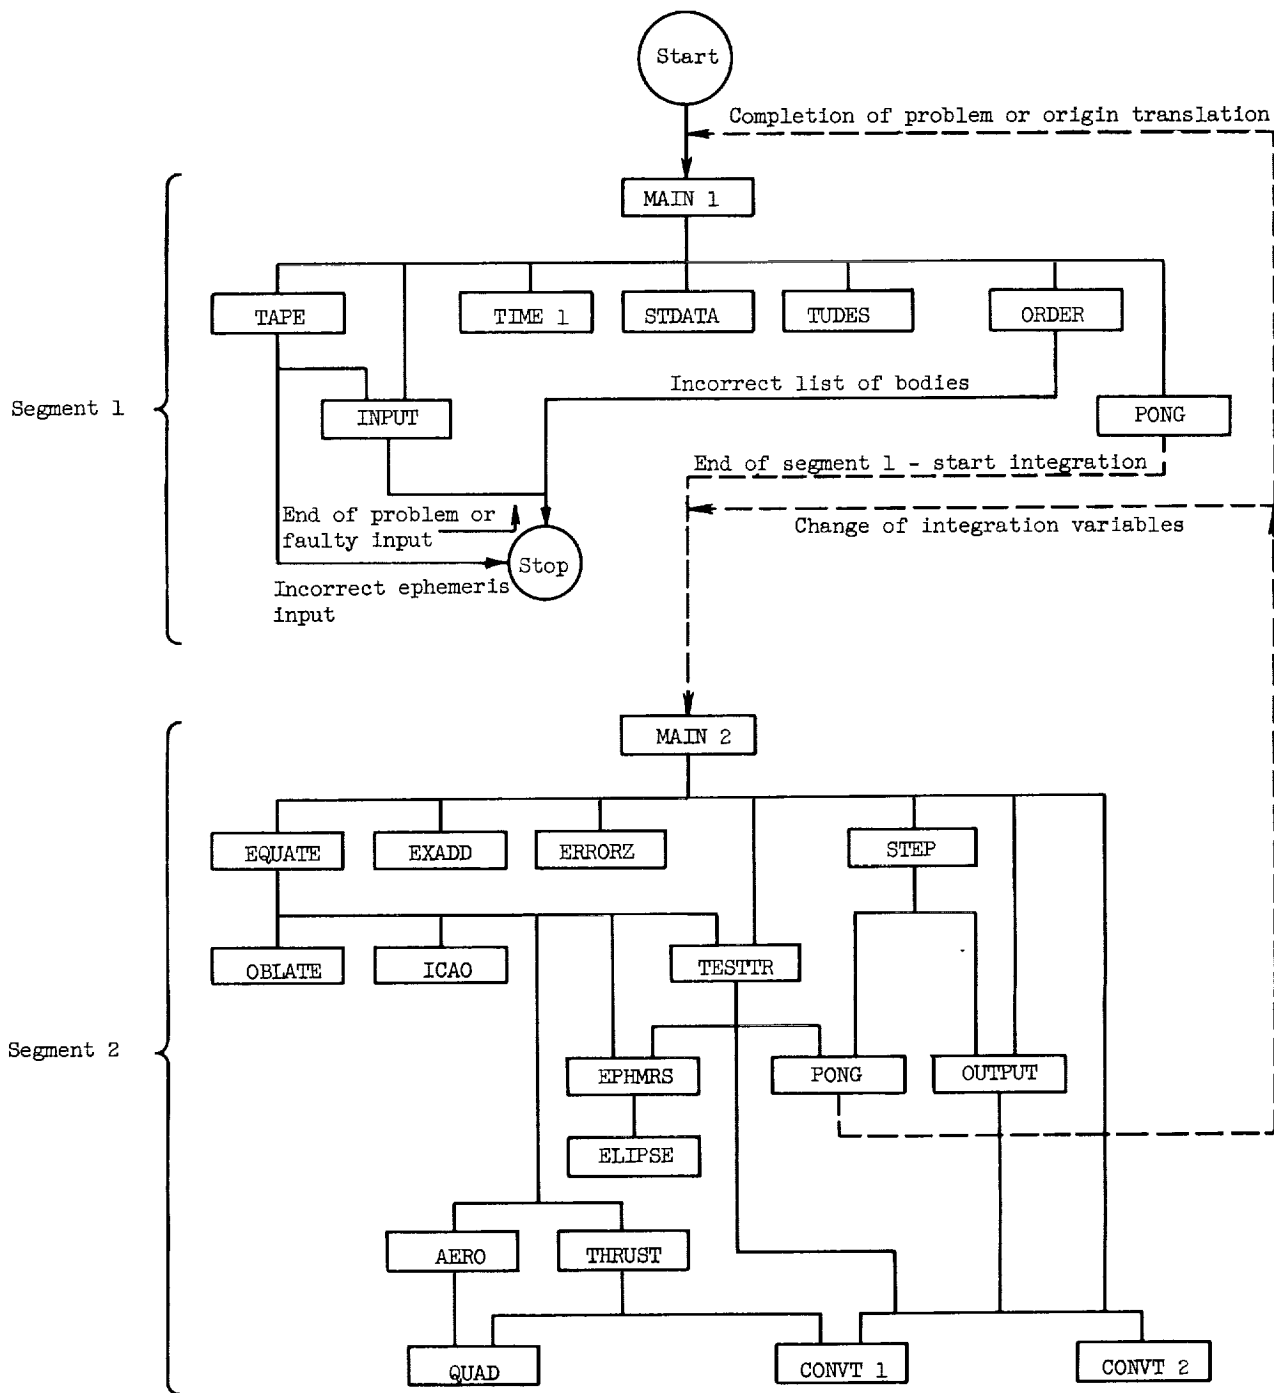 Start
Completion of problem or origin translation
MAIN 1
TAPE
TIME 1
STDATA
TUDES
ORDER
Incorrect list of bodies
Segment 1
INPUT
PONG
End of segment 1 - start integration
End of problem or
faulty input
Change of integration variables
Stop
Incorrect ephemeris
input
MAIN 2
EQUATE
EXADD
ERRORZ
STEP
OBLATE
ICAO
TESTTR
Segment 2
EPHMRS
PONG
OUTPUT
ELIPSE
AERO
THRUST
QUAD
CONVT 1
CONVT 2